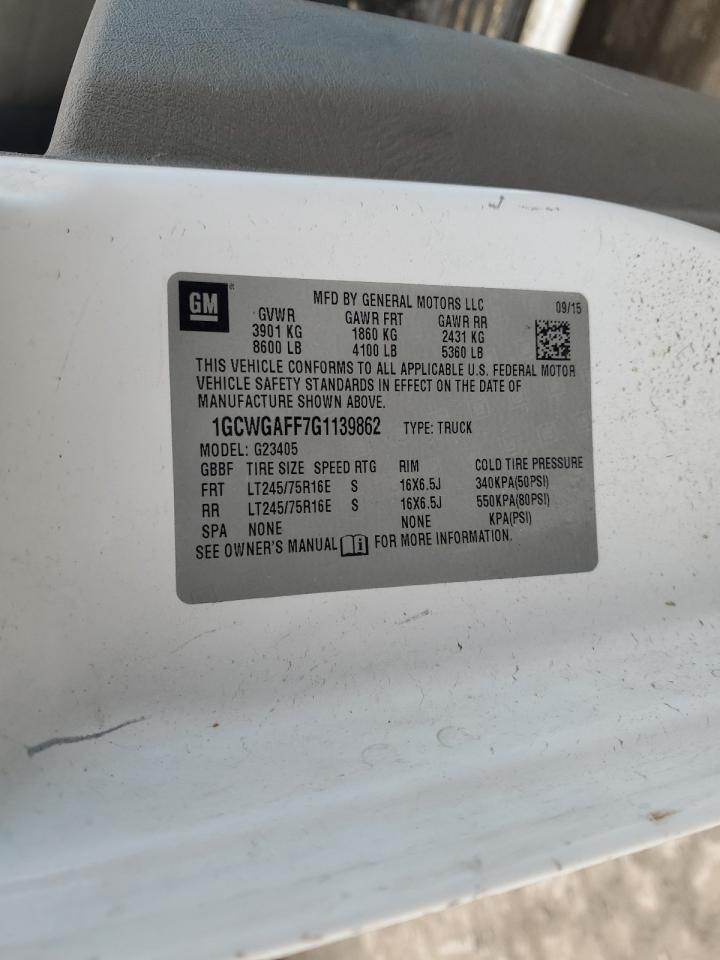 GM
MFD BY GENERAL MOTORS LLC 09/15
GVWR GAWR FRT GAWR RR
3901 KG 1860 KG 2431 KG
8600 LB 4100 LB 5360 LB
THIS VEHICLE CONFORMS TO ALL APPLICABLE U.S. FEDERAL MOTOR
VEHICLE SAFETY STANDARDS IN EFFECT ON THE DATE OF
MANUFACTURE SHOWN ABOVE.
1GCWGAFF7G1139862 TYPE: TRUCK
MODEL: G23405
GBBF TIRE SIZE SPEED RTG RIM COLD TIRE PRESSURE
FRT LT245/75R16E S 16X6.5J 340KPA(50PSI)
RR LT245/75R16E S 16X6.5J 550KPA(80PSI)
SPA NONE NONE KPA(PSI)
SEE OWNER'S MANUAL FOR MORE INFORMATION.